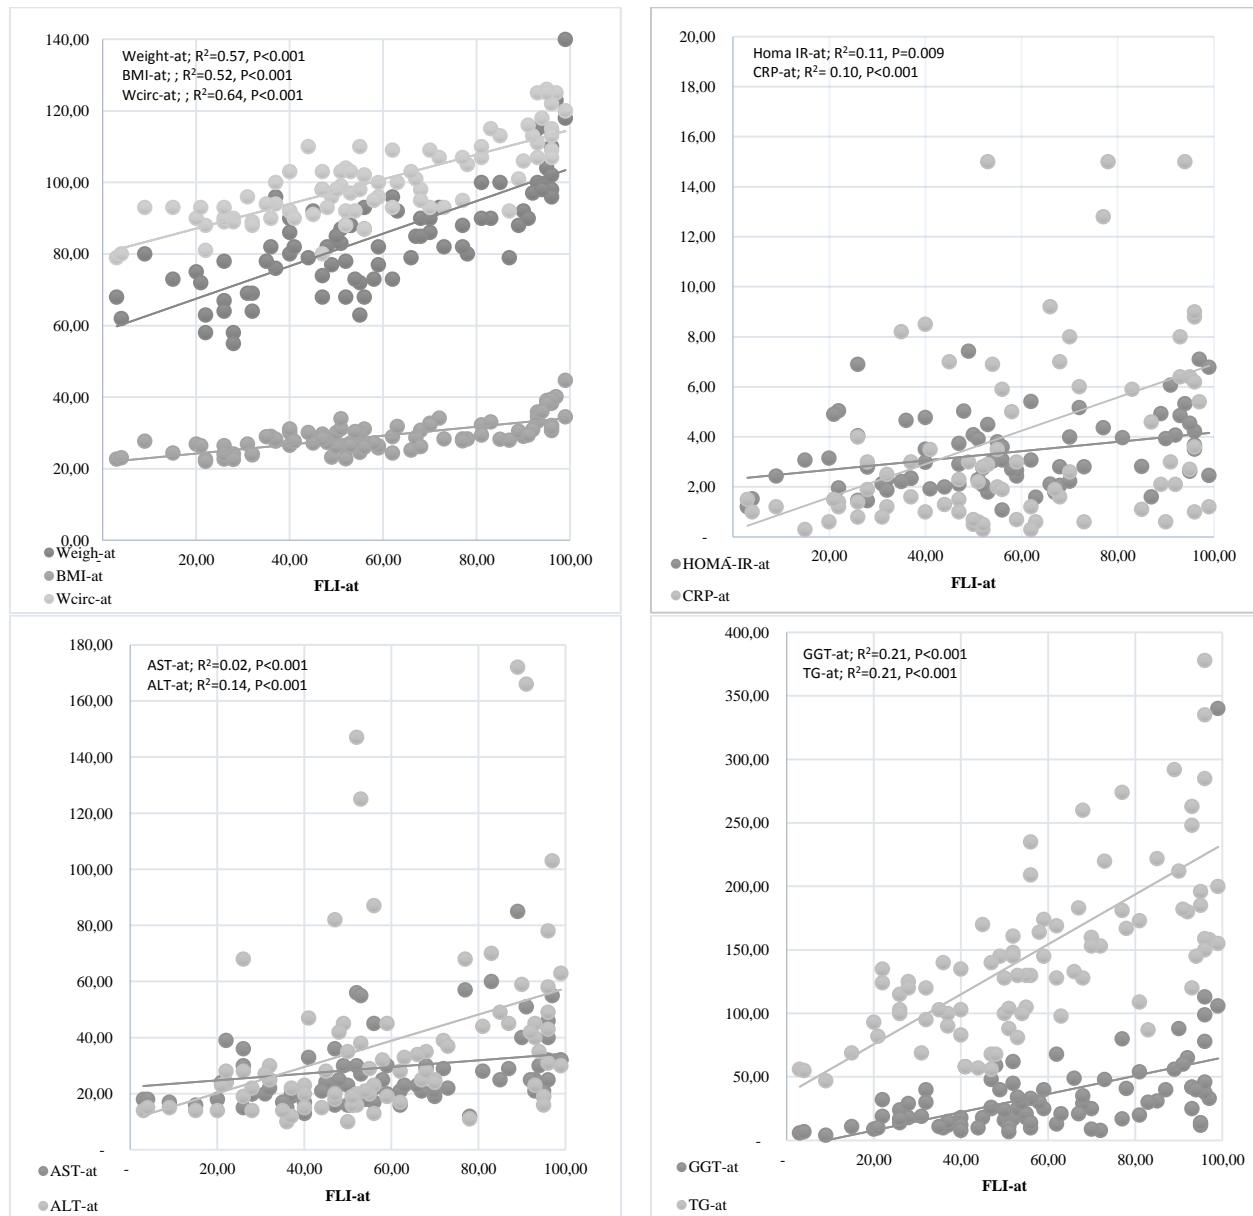 140,00
Weight-at; R²=0.57, P<0.001
BMI-at; ; R²=0.52, P<0.001
Wcirc-at; ; R²=0.64, P<0.001
120,00
100,00
80,00
60,00
40,00
20,00
0,00
- 20,00 40,00 60,00 80,00 100,00
Weigh-at
BMI-at
Wcirc-at
FLI-at
20,00
Homa IR-at; R²=0.11, P=0.009
CRP-at; R²= 0.10, P<0.001
18,00
16,00
14,00
12,00
10,00
8,00
6,00
4,00
2,00
-
- 20,00 40,00 60,00 80,00 100,00
HOMA-IR-at
CRP-at
FLI-at
180,00
AST-at; R²=0.02, P<0.001
ALT-at; R²=0.14, P<0.001
160,00
140,00
120,00
100,00
80,00
60,00
40,00
20,00
-
- 20,00 40,00 60,00 80,00 100,00
AST-at
ALT-at
FLI-at
400,00
GGT-at; R²=0.21, P<0.001
TG-at; R²=0.21, P<0.001
350,00
300,00
250,00
200,00
150,00
100,00
50,00
-
- 20,00 40,00 60,00 80,00 100,00
GGT-at
TG-at
FLI-at